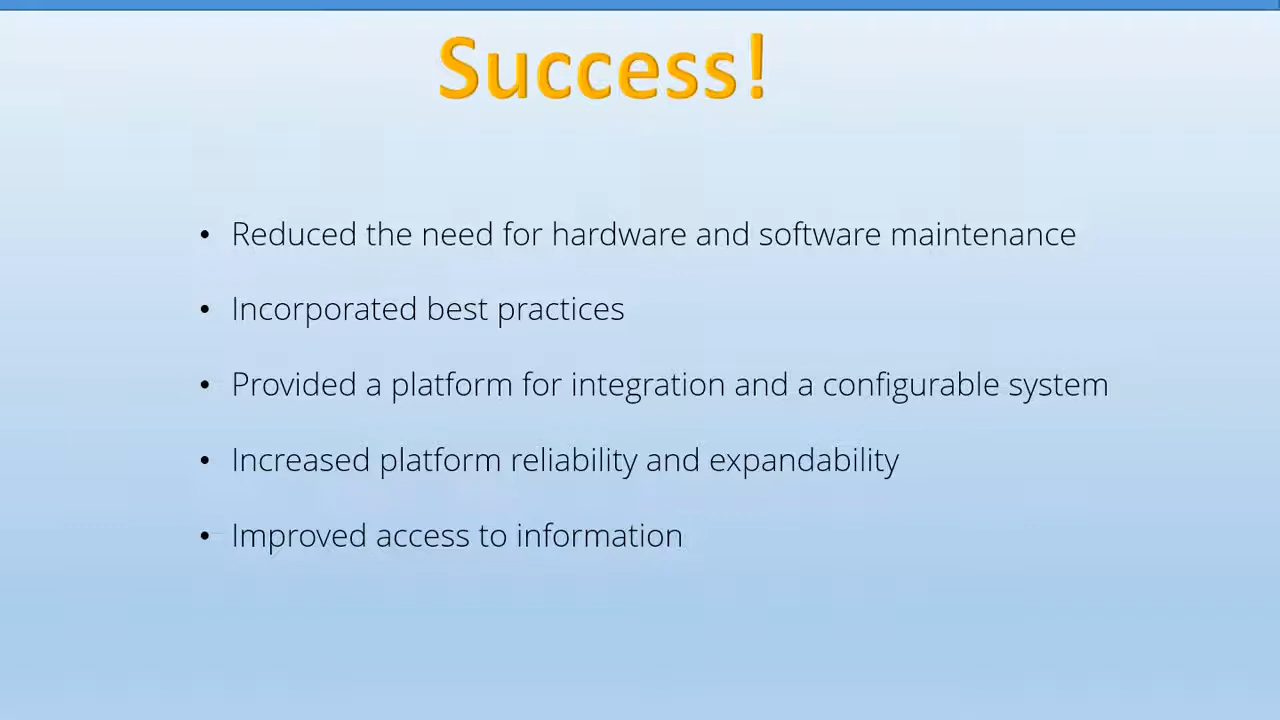 Success!
• Reduced the need for hardware and software maintenance
• Incorporated best practices
• Provided a platform for integration and a configurable system
• Increased platform reliability and expandability
• Improved access to information